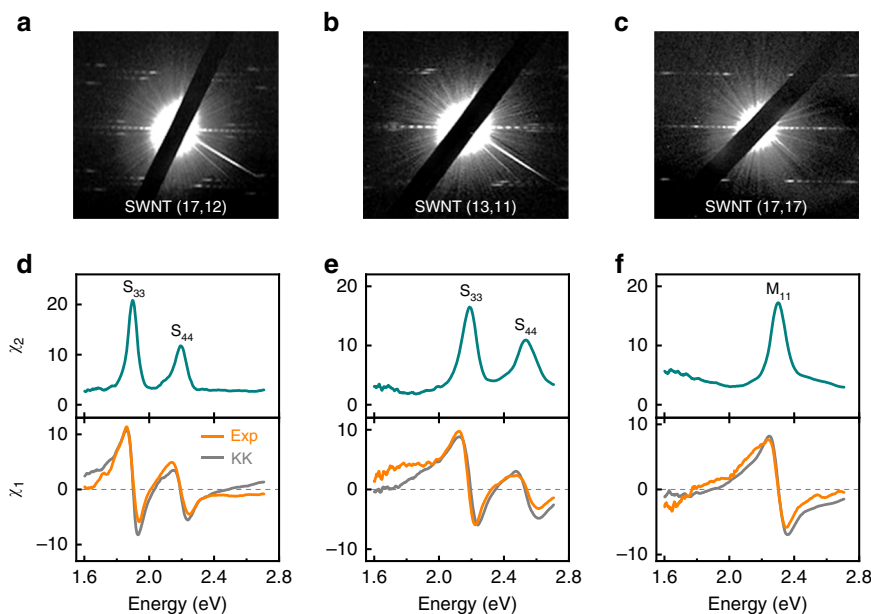 a
b
c
SWNT (17,12)
SWNT (13,11)
SWNT (17,17)
d
e
f
S33
S44
S33
S44
M11
χ2
20
10
0
20
10
0
20
10
0
Exp
KK
χ1
10
0
−10
10
0
−10
10
0
−10
1.6 2.0 2.4 2.8
1.6 2.0 2.4 2.8
1.6 2.0 2.4 2.8
Energy (eV)
Energy (eV)
Energy (eV)